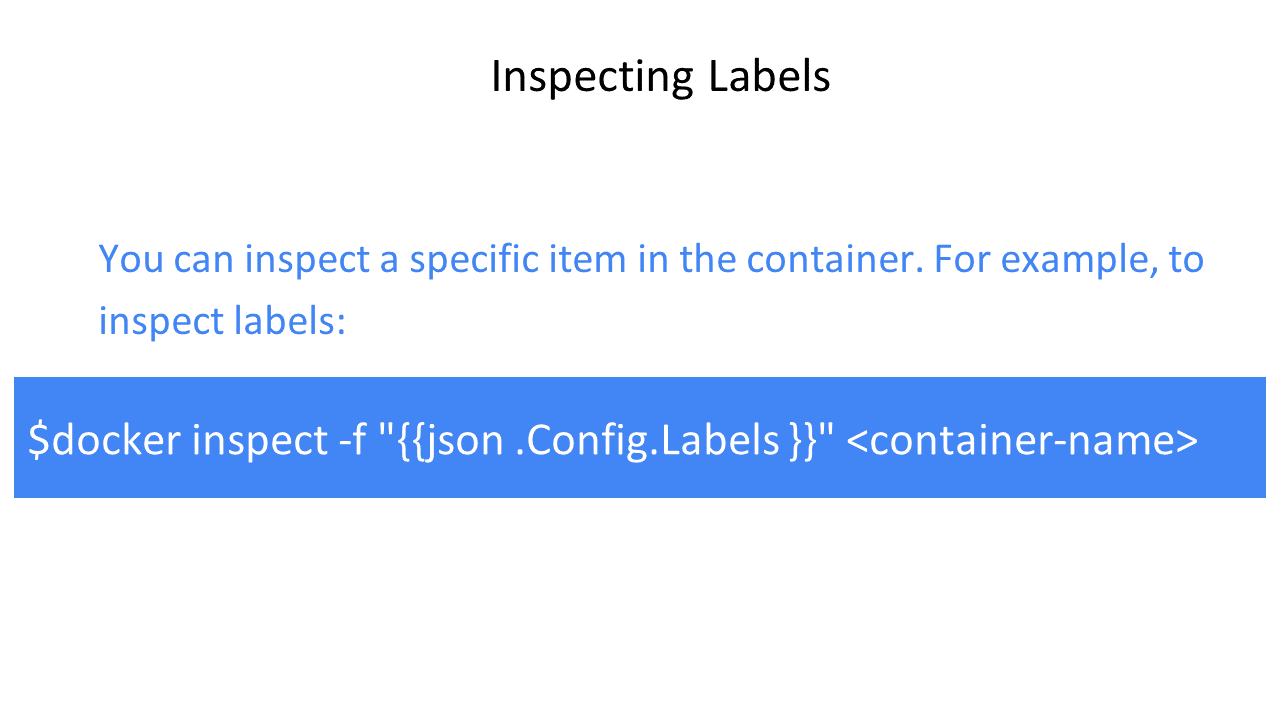 Inspecting Labels
You can inspect a specific item in the container. For example, to
inspect labels:
$docker inspect -f "{{json .Config.Labels }}" <container-name>